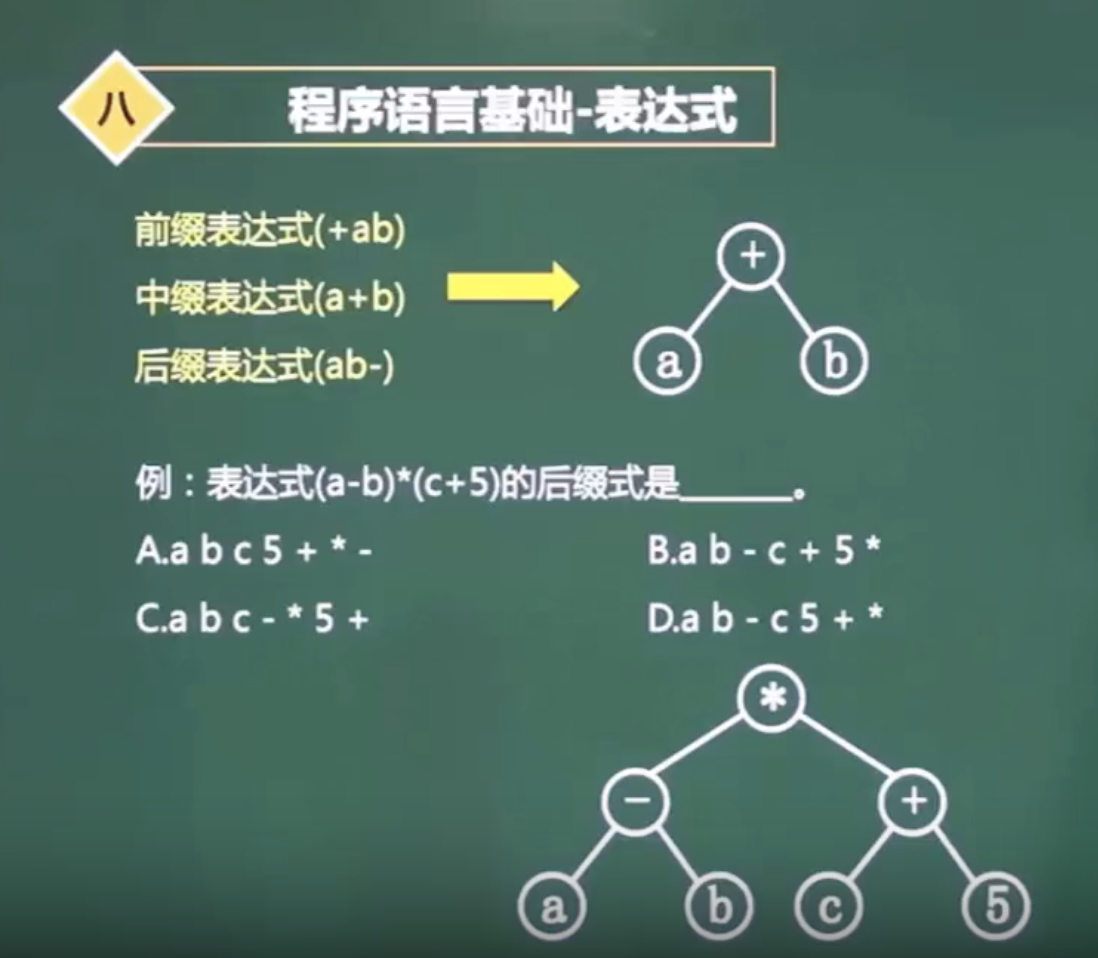 八
程序语言基础-表达式
前缀表达式(+ab)
中缀表达式(a+b)
后缀表达式(ab-)
+
a b
例：表达式(a-b)*(c+5)的后缀式是______。
A.a b c 5 + * -
B.a b - c + 5 *
C.a b c - * 5 +
D.a b - c 5 + *
*
- +
a b c 5